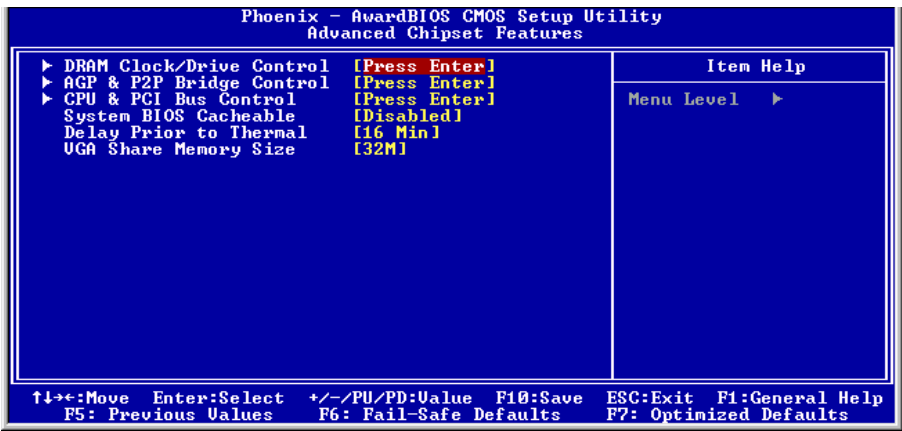 Phoenix - AwardBIOS CMOS Setup Utility
Advanced Chipset Features
► DRAM Clock/Drive Control [Press Enter]
► AGP & P2P Bridge Control [Press Enter]
► CPU & PCI Bus Control [Press Enter]
System BIOS Cacheable [Disabled]
Delay Prior to Thermal [16 Min]
VGA Share Memory Size [32M]
Item Help
Menu Level ►
↑↓→←:Move Enter:Select +/-/PU/PD:Value F10:Save ESC:Exit F1:General Help
F5: Previous Values F6: Fail-Safe Defaults F7: Optimized Defaults